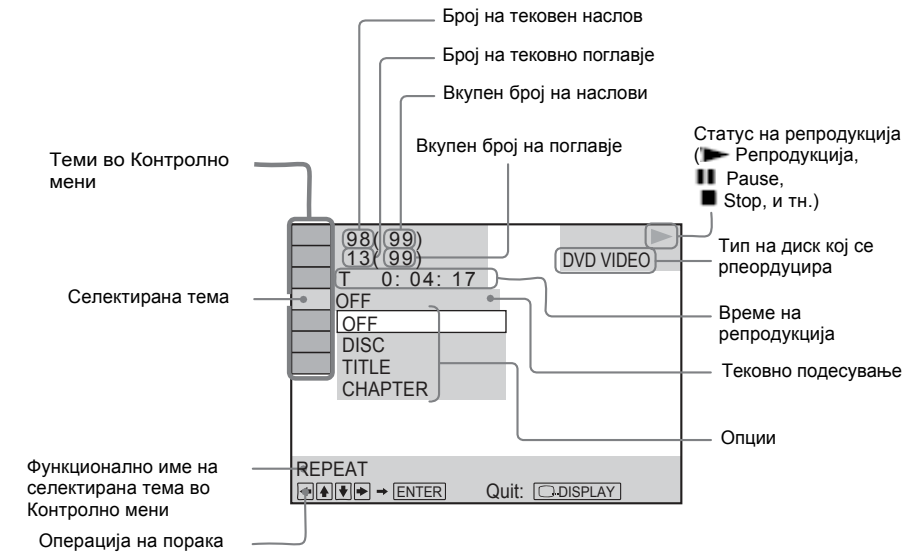 Број на тековен наслов
Број на тековно поглавје
Вкупен број на наслови
Вкупен број на поглавје
Статус на репродукција
(▶ Репродукција,
⏸ Pause,
■ Stop, и тн.)
Теми во Контролно
мени
98(99)
13(99)
DVD VIDEO
Тип на диск кој се
рпеордуцира
T 0: 04: 17
Селектирана тема
OFF
Време на
репродукција
OFF
DISC
TITLE
CHAPTER
Тековно подесување
Опции
Функционално име на
селектирана тема во
Контролно мени
REPEAT
←↑↓→ → ENTER Quit: DISPLAY
Операција на порака